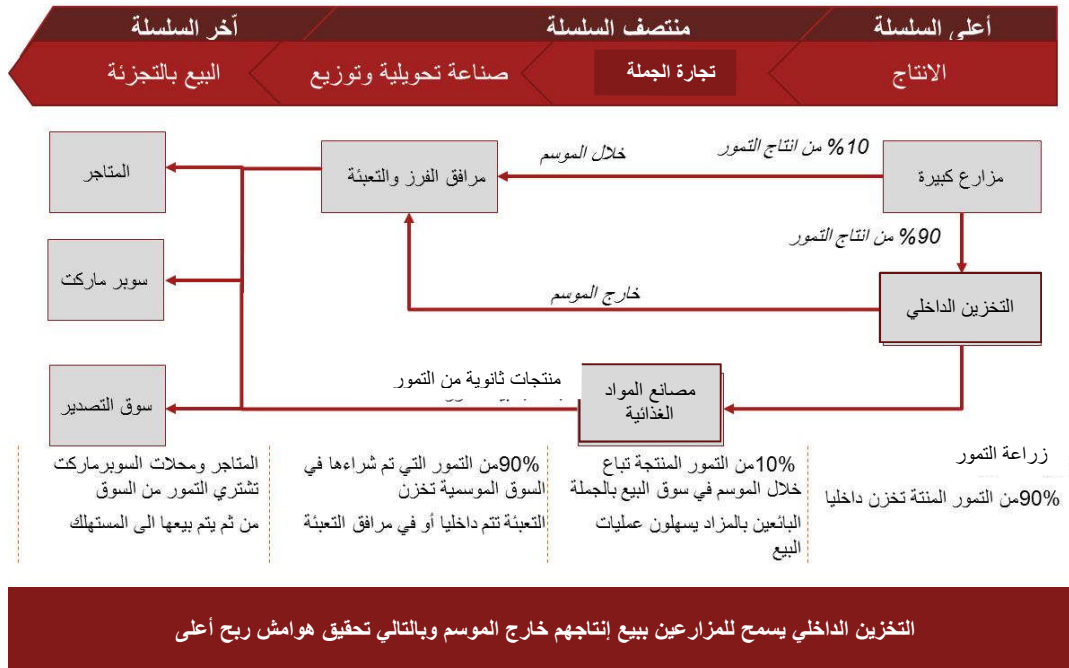 أعلى السلسلة
منتصف السلسلة
آخر السلسلة
الانتاج
تجارة الجملة
صناعة تحويلية وتوزيع
البيع بالتجزئة
مزارع كبيرة
10% من انتاج التمور
خلال الموسم
مرافق الفرز والتعبئة
المتاجر
90% من انتاج التمور
سوبر ماركت
التخزين الداخلي
خارج الموسم
منتجات ثانوية من التمور
مصانع المواد
الغذائية
سوق التصدير
زراعة التمور
90%من التمور المنتة تخزن داخليا
10%من التمور المنتجة تباع
خلال الموسم في سوق البيع بالجملة
البائعين بالمزاد يسهلون عمليات
البيع
90%من التمور التي تم شراءها في
السوق الموسمية تخزن
التعبئة تتم داخليا أو في مرافق التعبئة
المتاجر ومحلات السوبرماركت
تشتري التمور من السوق
من ثم يتم بيعها الى المستهلك
التخزين الداخلي يسمح للمزارعين ببيع إنتاجهم خارج الموسم وبالتالي تحقيق هوامش ربح أعلى